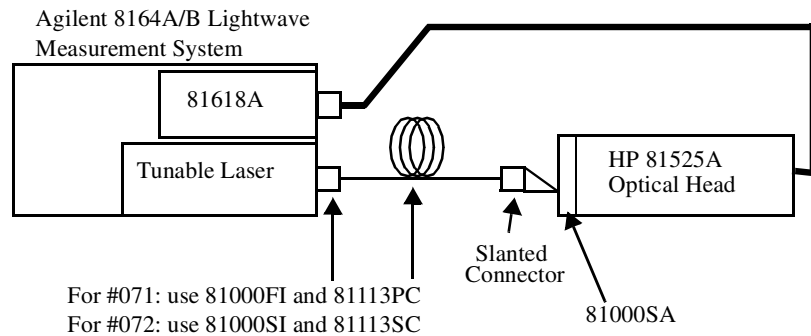 Agilent 8164A/B Lightwave
Measurement System
81618A
Tunable Laser
HP 81525A
Optical Head
Slanted
Connector
81000SA
For #071: use 81000FI and 81113PC
For #072: use 81000SI and 81113SC